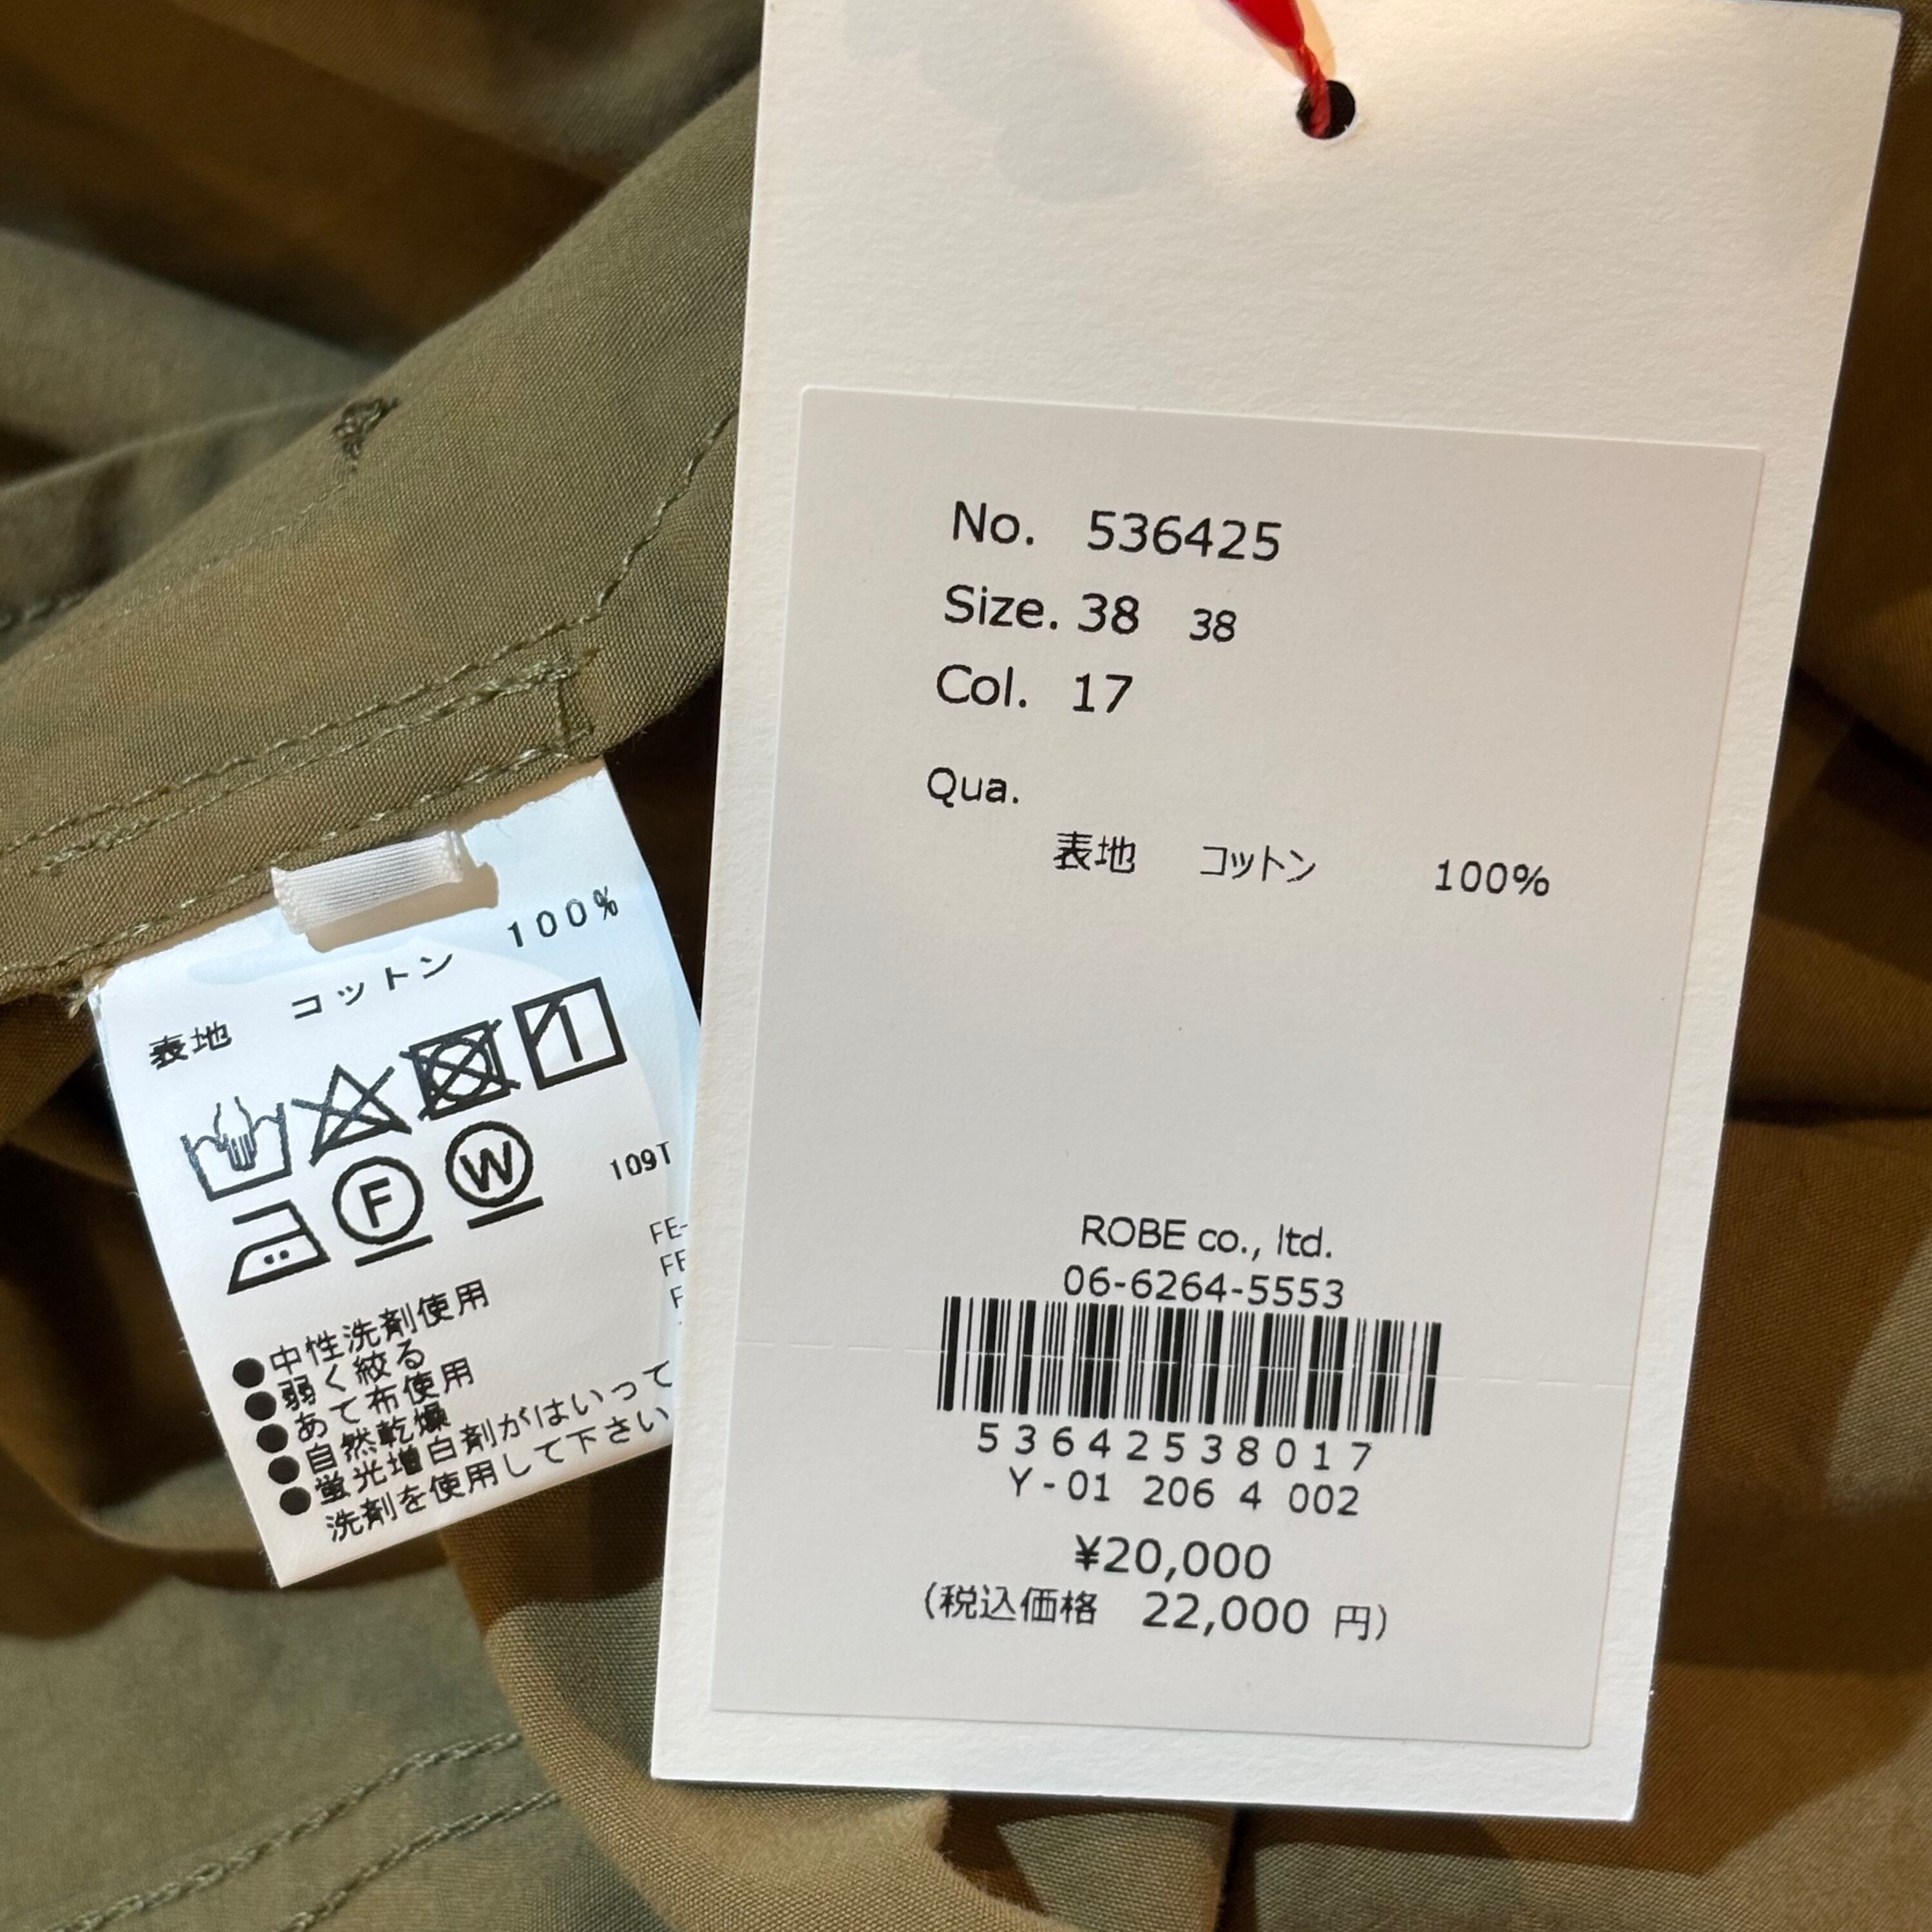 No. 536425
Size. 38 38
Col. 17
Qua.
表地 コットン 100%
ROBE co., ltd.
06-6264-5553
53642538017
Y-01 206 4 002
¥20,000
(税込価格 22,000 円)
表地 コットン 100%
F W
109T
FE-
●中性洗剤使用
●弱く絞る
●あて布使用
●自然乾燥
●蛍光増白剤がはいって
洗剤を使用して下さい